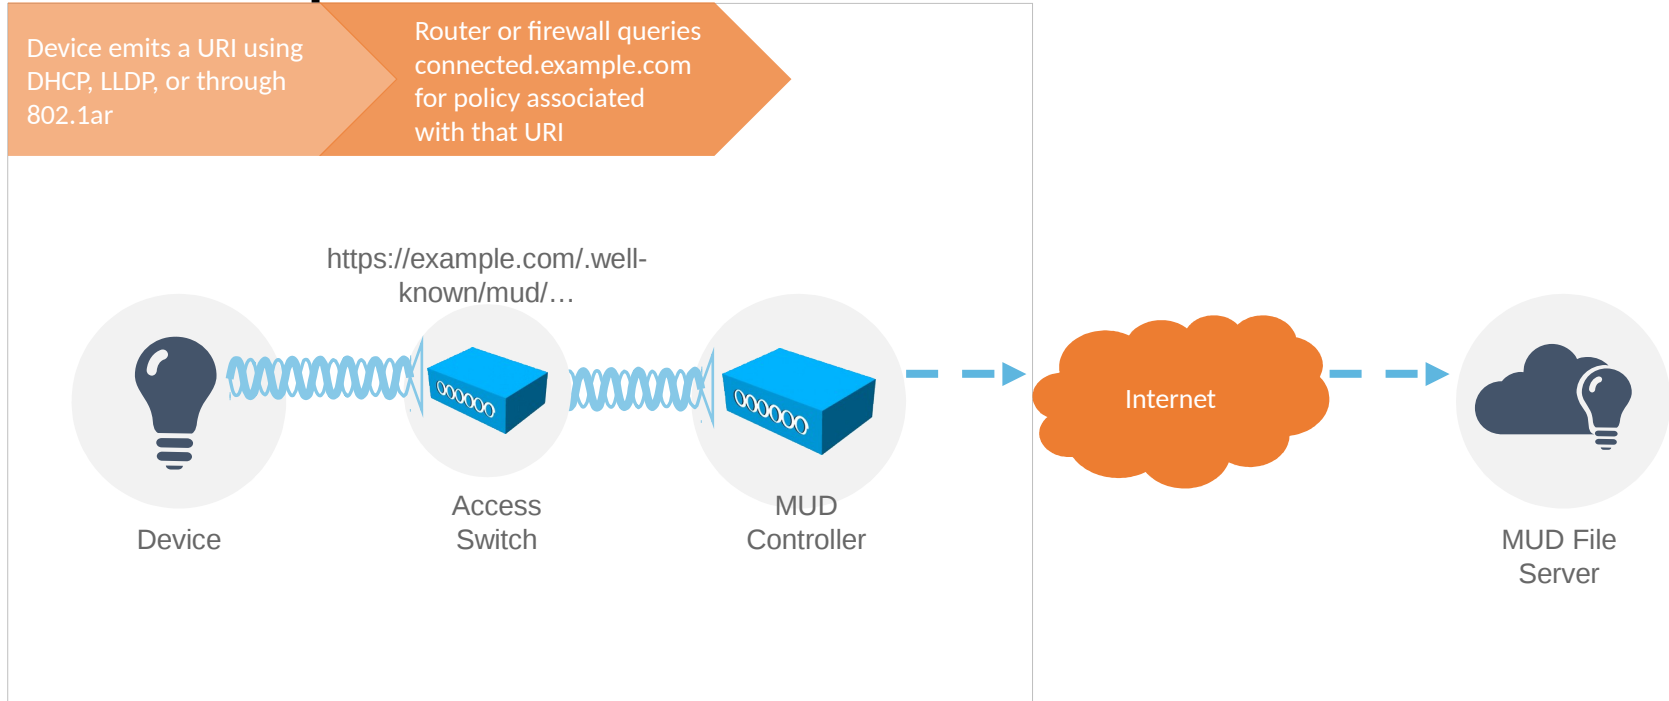 Device emits a URI using
DHCP, LLDP, or through
802.1ar
Router or firewall queries
connected.example.com
for policy associated
with that URI
https://example.com/.well-
known/mud/…
Internet
Device
Access
Switch
MUD
Controller
MUD File
Server